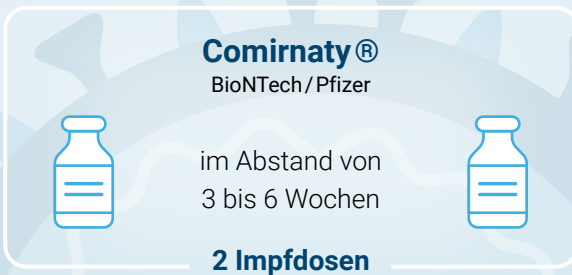 Comirnaty®
BioNTech/Pfizer
im Abstand von
3 bis 6 Wochen
2 Impfdosen